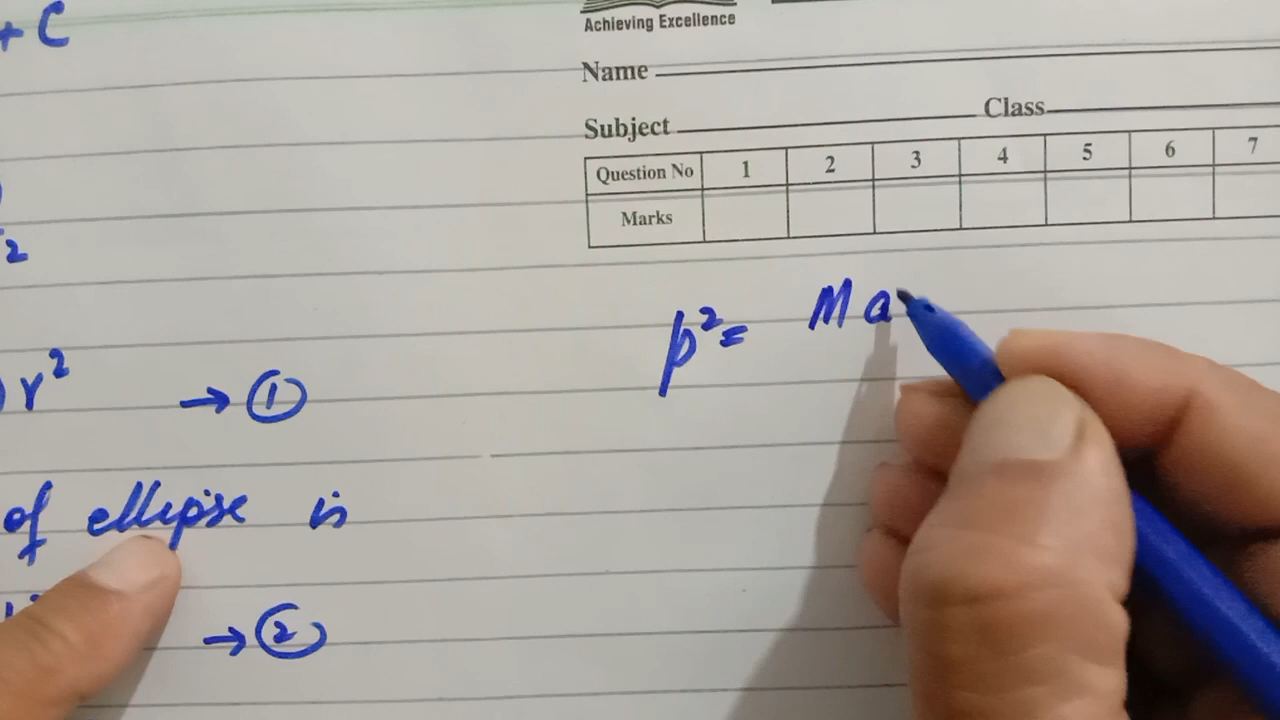 + C
Achieving Excellence
Name
Subject Class
Question No 1 2 3 4 5 6 7
Marks
2
p²= Ma
r² → ①
of ellipse is
→ ②